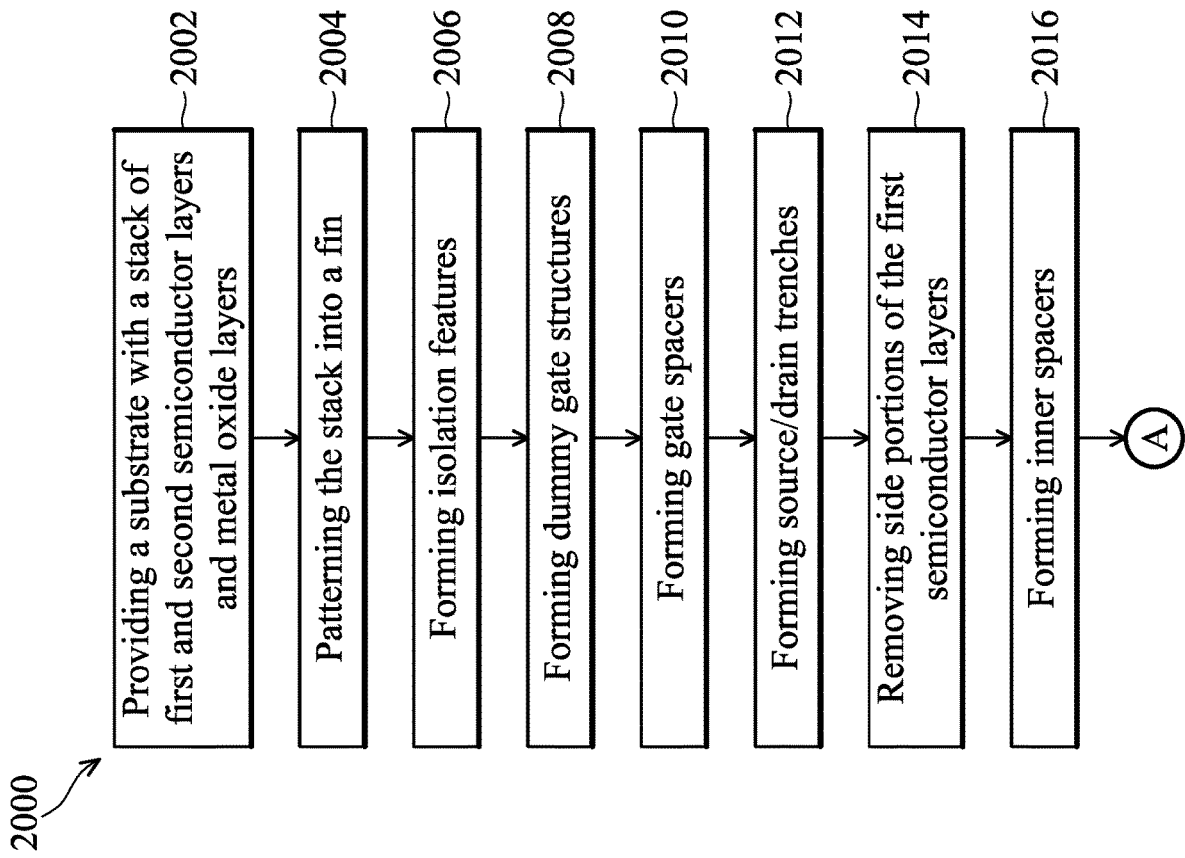 2000
Providing a substrate with a stack of
first and second semiconductor layers
and metal oxide layers
2002
Patterning the stack into a fin
2004
Forming isolation features
2006
Forming dummy gate structures
2008
Forming gate spacers
2010
Forming source/drain trenches
2012
Removing side portions of the first
semiconductor layers
2014
Forming inner spacers
2016
A